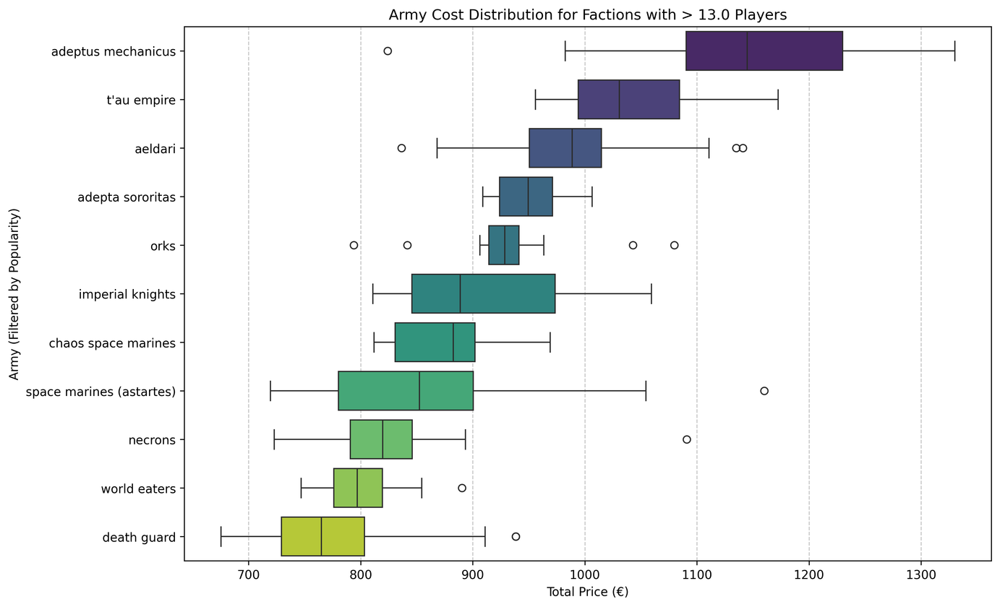 Army Cost Distribution for Factions with > 13.0 Players
Army (Filtered by Popularity)
adeptus mechanicus
t'au empire
aeldari
adepta sororitas
orks
imperial knights
chaos space marines
space marines (astartes)
necrons
world eaters
death guard
700 800 900 1000 1100 1200 1300
Total Price (€)